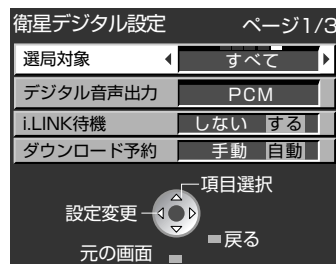 衛星デジタル設定 ページ1/3
選局対象 すべて
デジタル音声出力 PCM
i.LINK待機 しない する
ダウンロード予約 手動 自動
項目選択
設定変更
戻る
元の画面